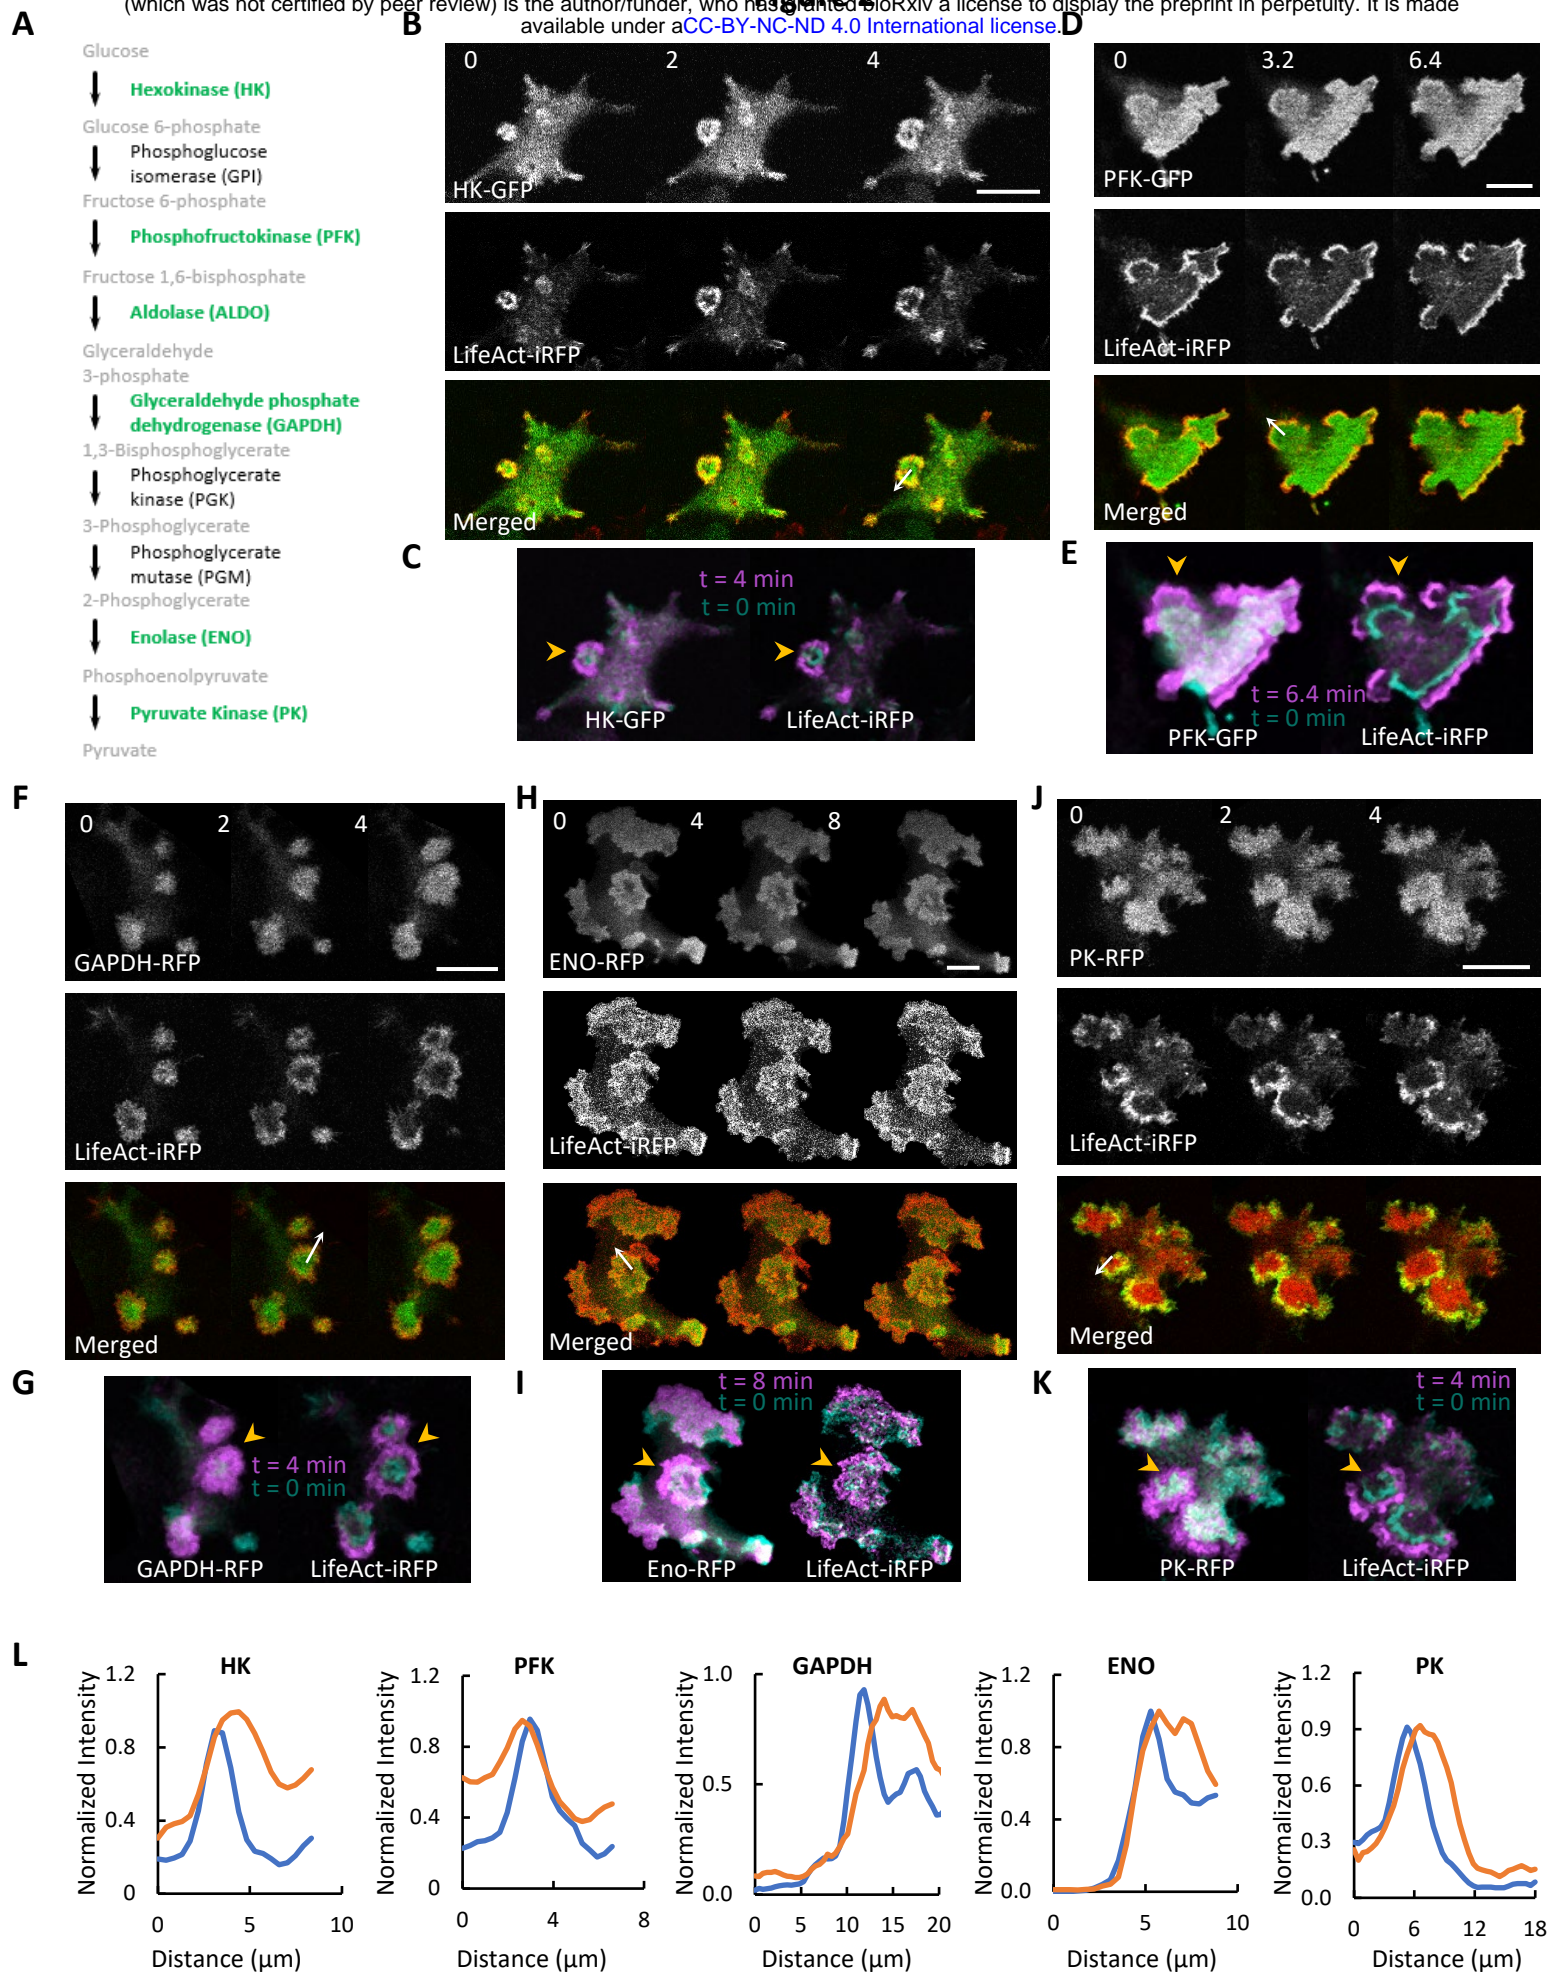 (which was not certified by peer review) is the author/funder, who has granted bioRxiv a license to display the preprint in perpetuity. It is made
available under aCC-BY-NC-ND 4.0 International license.
A
Glucose
Hexokinase (HK)
Glucose 6-phosphate
Phosphoglucose
isomerase (GPI)
Fructose 6-phosphate
Phosphofructokinase (PFK)
Fructose 1,6-bisphosphate
Aldolase (ALDO)
Glyceraldehyde
3-phosphate
Glyceraldehyde phosphate
dehydrogenase (GAPDH)
1,3-Bisphosphoglycerate
Phosphoglycerate
kinase (PGK)
3-Phosphoglycerate
Phosphoglycerate
mutase (PGM)
2-Phosphoglycerate
Enolase (ENO)
Phosphoenolpyruvate
Pyruvate Kinase (PK)
Pyruvate
B
0 2 4
HK-GFP
LifeAct-iRFP
Merged
C
t = 4 min
t = 0 min
HK-GFP LifeAct-iRFP
D
0 3.2 6.4
PFK-GFP
LifeAct-iRFP
Merged
E
t = 6.4 min
t = 0 min
PFK-GFP LifeAct-iRFP
F
0 2 4
GAPDH-RFP
LifeAct-iRFP
Merged
G
t = 4 min
t = 0 min
GAPDH-RFP LifeAct-iRFP
H
0 4 8
ENO-RFP
LifeAct-iRFP
Merged
I
t = 8 min
t = 0 min
Eno-RFP LifeAct-iRFP
J
0 2 4
PK-RFP
LifeAct-iRFP
Merged
K
t = 4 min
t = 0 min
PK-RFP LifeAct-iRFP
L
HK
Normalized Intensity
1.2
0.8
0.4
0
0 5 10
Distance (µm)
PFK
Normalized Intensity
1.2
0.8
0.4
0
0 4 8
Distance (µm)
GAPDH
Normalized Intensity
1.0
0.5
0.0
0 5 10 15 20
Distance (µm)
ENO
Normalized Intensity
1.2
0.8
0.4
0.0
0 5 10
Distance (µm)
PK
Normalized Intensity
1.2
0.9
0.6
0.3
0.0
0 6 12 18
Distance (µm)